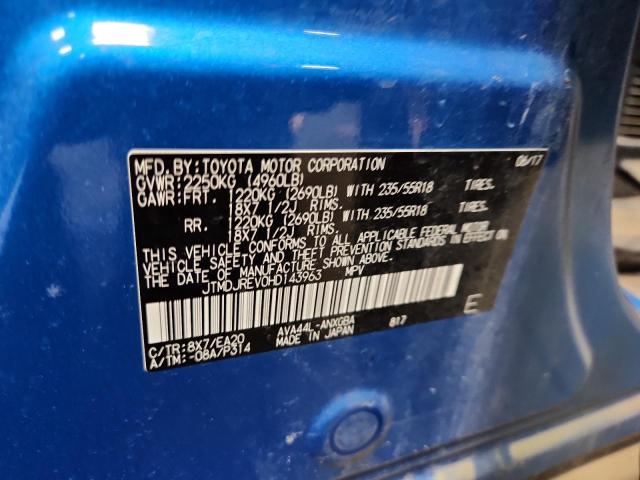 MFD.BY:TOYOTA MOTOR CORPORATION 06/17
GVWR:2250KG (4960LB)
GAWR:FRT. 1220KG (2690LB) WITH 235/55R18 TIRES.
18X7 1/2J RIMS.
RR. 1220KG (2690LB) WITH 235/55R18 TIRES.
18X7 1/2J RIMS.
THIS VEHICLE CONFORMS TO ALL APPLICABLE FEDERAL MOTOR
VEHICLE SAFETY AND THEFT PREVENTION STANDARDS IN EFFECT ON
THE DATE OF MANUFACTURE SHOWN ABOVE.
JTMDJREV0HD143963 MPV
C/TR:8X7/EA20 AVA44L-ANXGBA 817 E
A/TM:-08A/P314 MADE IN JAPAN